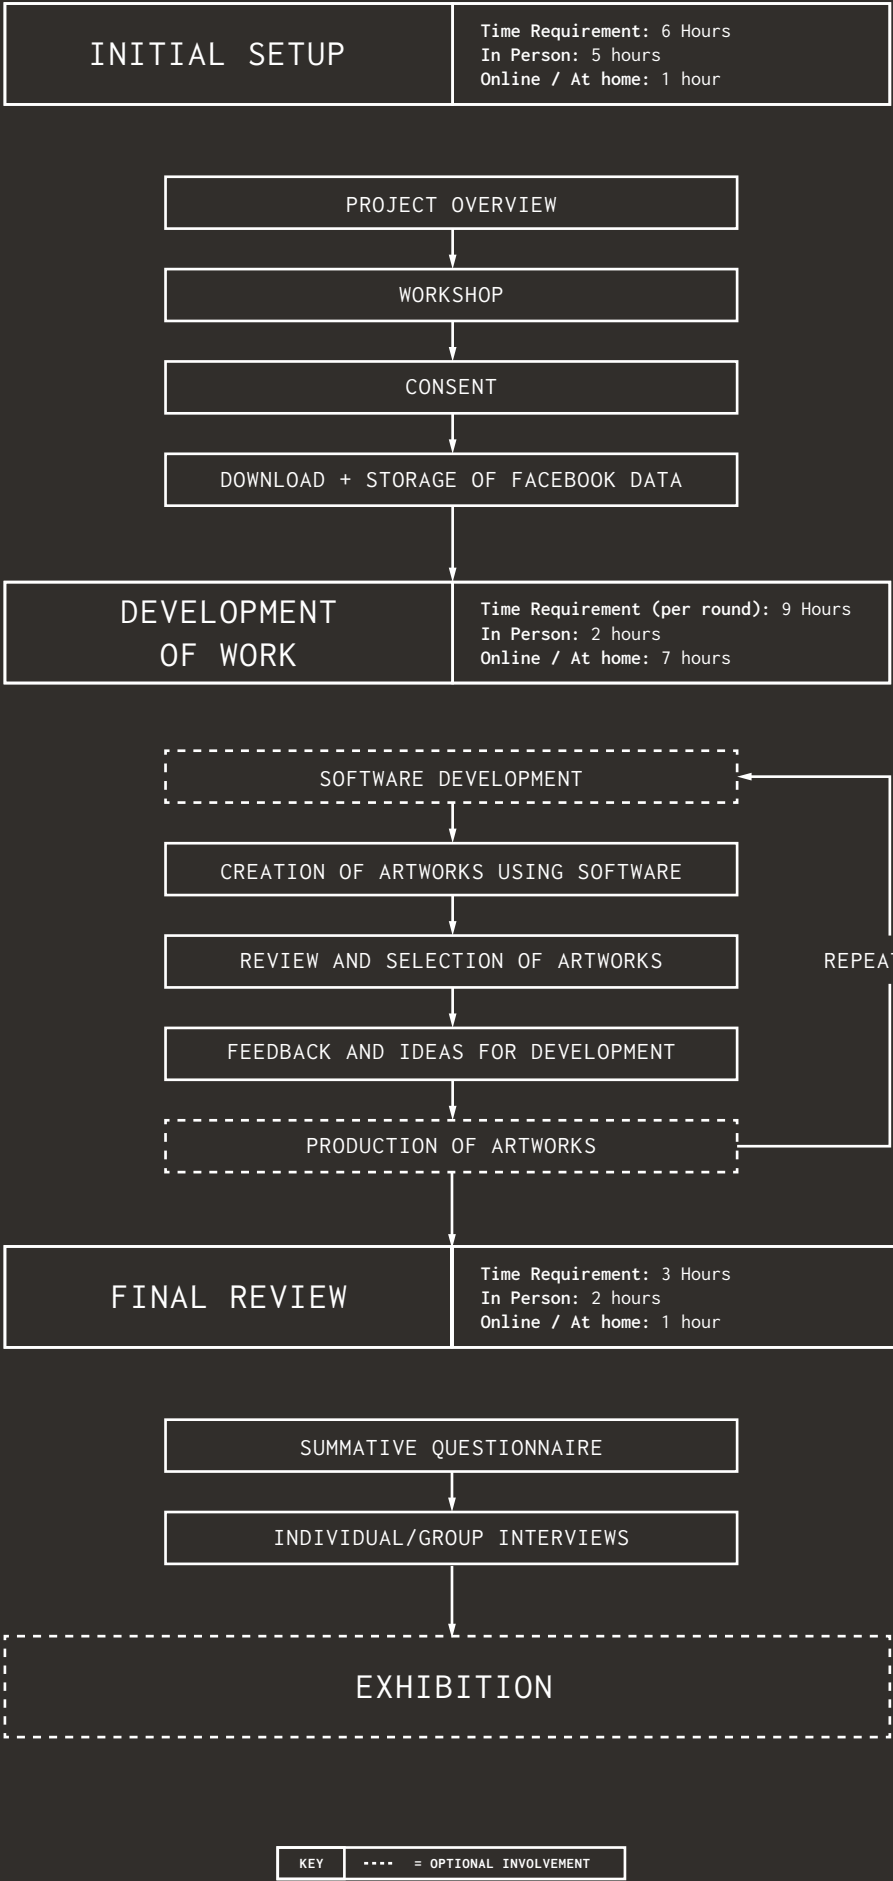 INITIAL SETUP
Time Requirement: 6 Hours
In Person: 5 hours
Online / At home: 1 hour
PROJECT OVERVIEW
WORKSHOP
CONSENT
DOWNLOAD + STORAGE OF FACEBOOK DATA
DEVELOPMENT
OF WORK
Time Requirement (per round): 9 Hours
In Person: 2 hours
Online / At home: 7 hours
SOFTWARE DEVELOPMENT
CREATION OF ARTWORKS USING SOFTWARE
REVIEW AND SELECTION OF ARTWORKS
REPEAT
FEEDBACK AND IDEAS FOR DEVELOPMENT
PRODUCTION OF ARTWORKS
FINAL REVIEW
Time Requirement: 3 Hours
In Person: 2 hours
Online / At home: 1 hour
SUMMATIVE QUESTIONNAIRE
INDIVIDUAL/GROUP INTERVIEWS
EXHIBITION
KEY ---- = OPTIONAL INVOLVEMENT